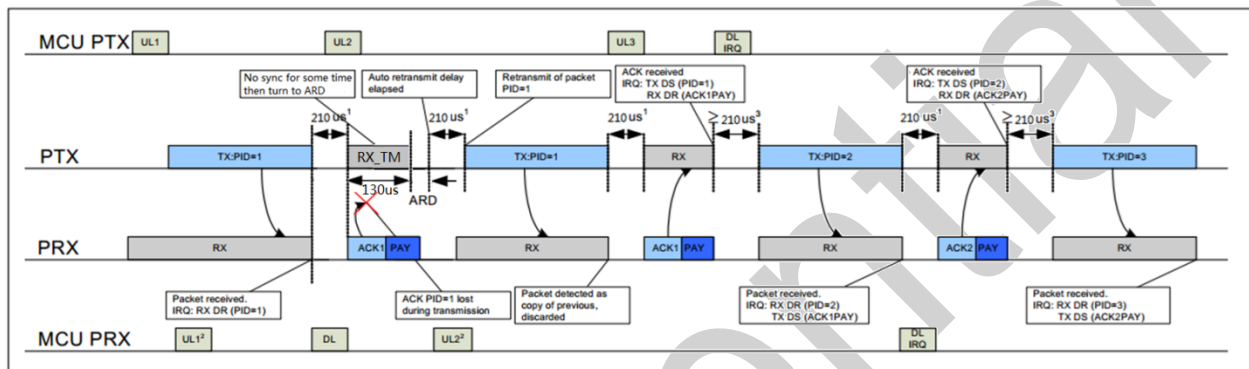 MCU PTX
UL1
UL2
UL3
DL
IRQ
No sync for some time
then turn to ARD
Auto retransmit delay
elapsed
Retransmit of packet
PID=1
ACK received
IRQ: TX DS (PID=1)
RX DR (ACK1PAY)
ACK received
IRQ: TX DS (PID=2)
RX DR (ACK2PAY)
210 us¹
210 us¹
210 us¹
≥ 210 us³
210 us¹
≥ 210 us³
PTX
TX:PID=1
RX_TM
TX:PID=1
RX
TX:PID=2
RX
TX:PID=3
130us
ARD
PRX
RX
ACK1 PAY
RX
ACK1 PAY
RX
ACK2 PAY
RX
Packet received.
IRQ: RX DR (PID=1)
ACK PID=1 lost
during transmission
Packet detected as
copy of previous,
discarded
Packet received.
IRQ: RX DR (PID=2)
TX DS (ACK1PAY)
Packet received.
IRQ: RX DR (PID=3)
TX DS (ACK2PAY)
MCU PRX
UL1²
DL
UL2²
DL
IRQ